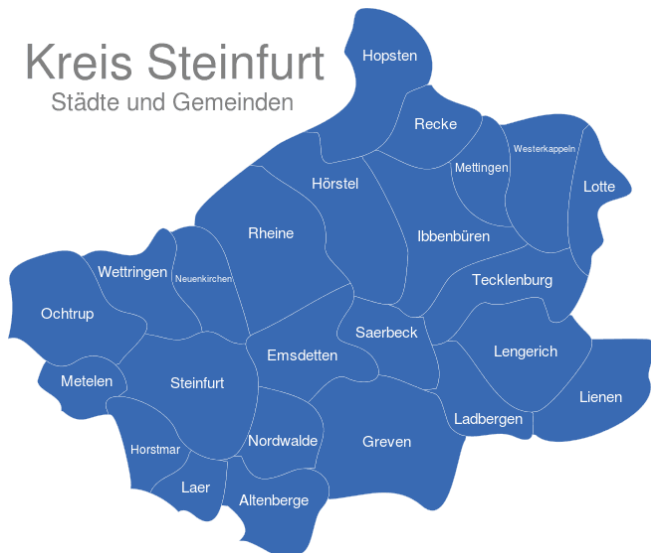 Kreis Steinfurt
Städte und Gemeinden
Hopsten
Recke
Westerkappeln
Mettingen
Hörstel
Lotte
Rheine
Ibbenbüren
Wettringen
Neuenkirchen
Tecklenburg
Ochtrup
Saerbeck
Emsdetten
Lengerich
Metelen
Steinfurt
Lienen
Ladbergen
Nordwalde
Greven
Horstmar
Laer
Altenberge